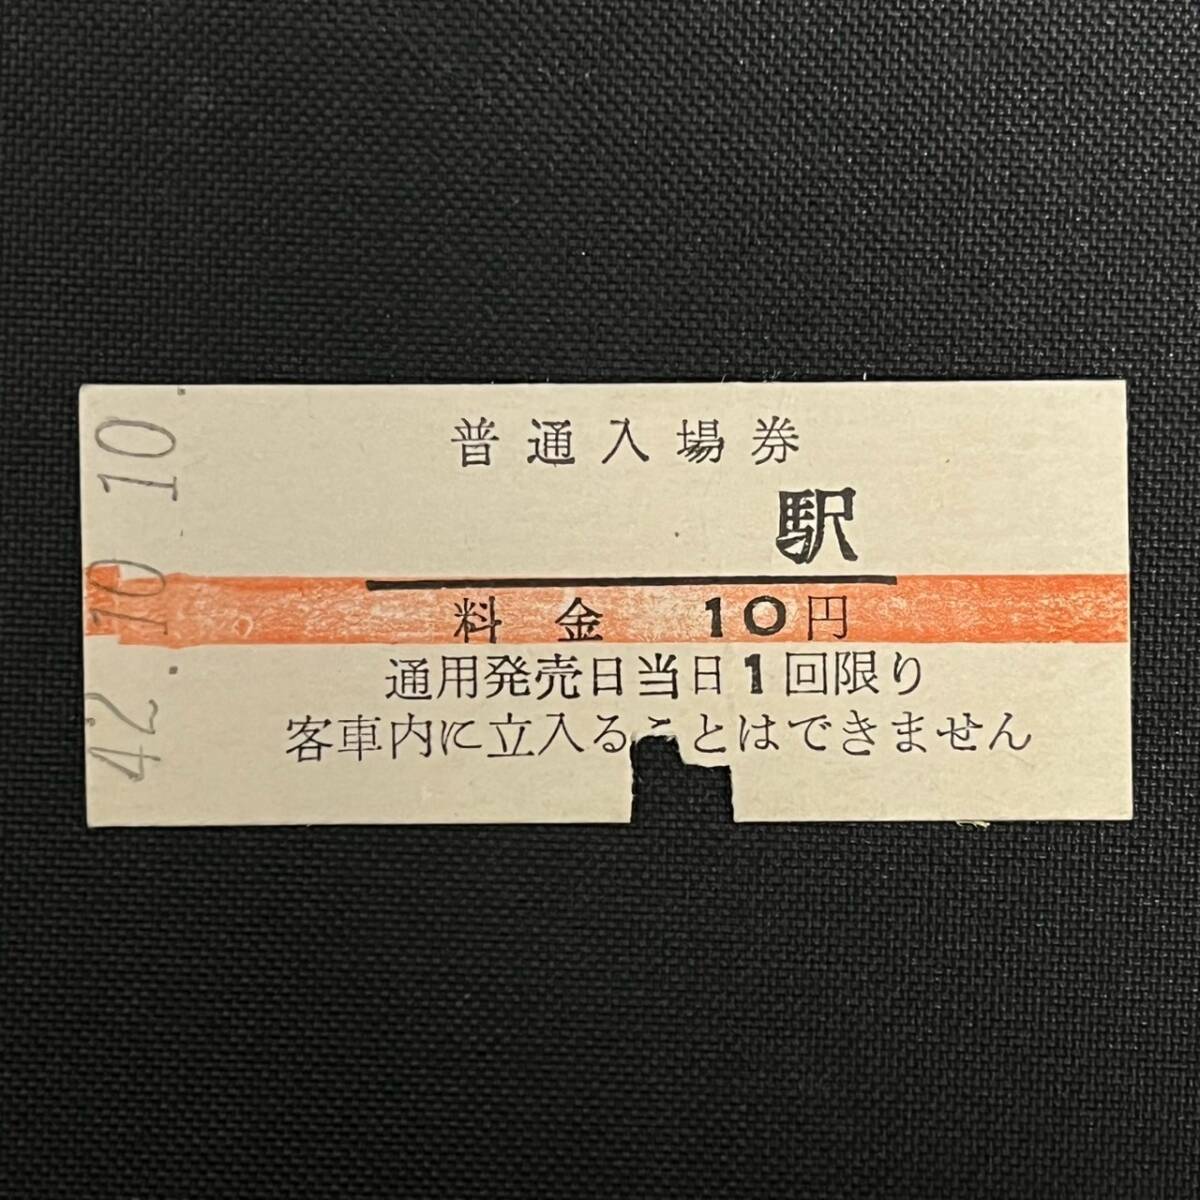 普通入場券
駅
料金 10円
通用発売日当日1回限り
客車内に立入ることはできません
42.10.10.